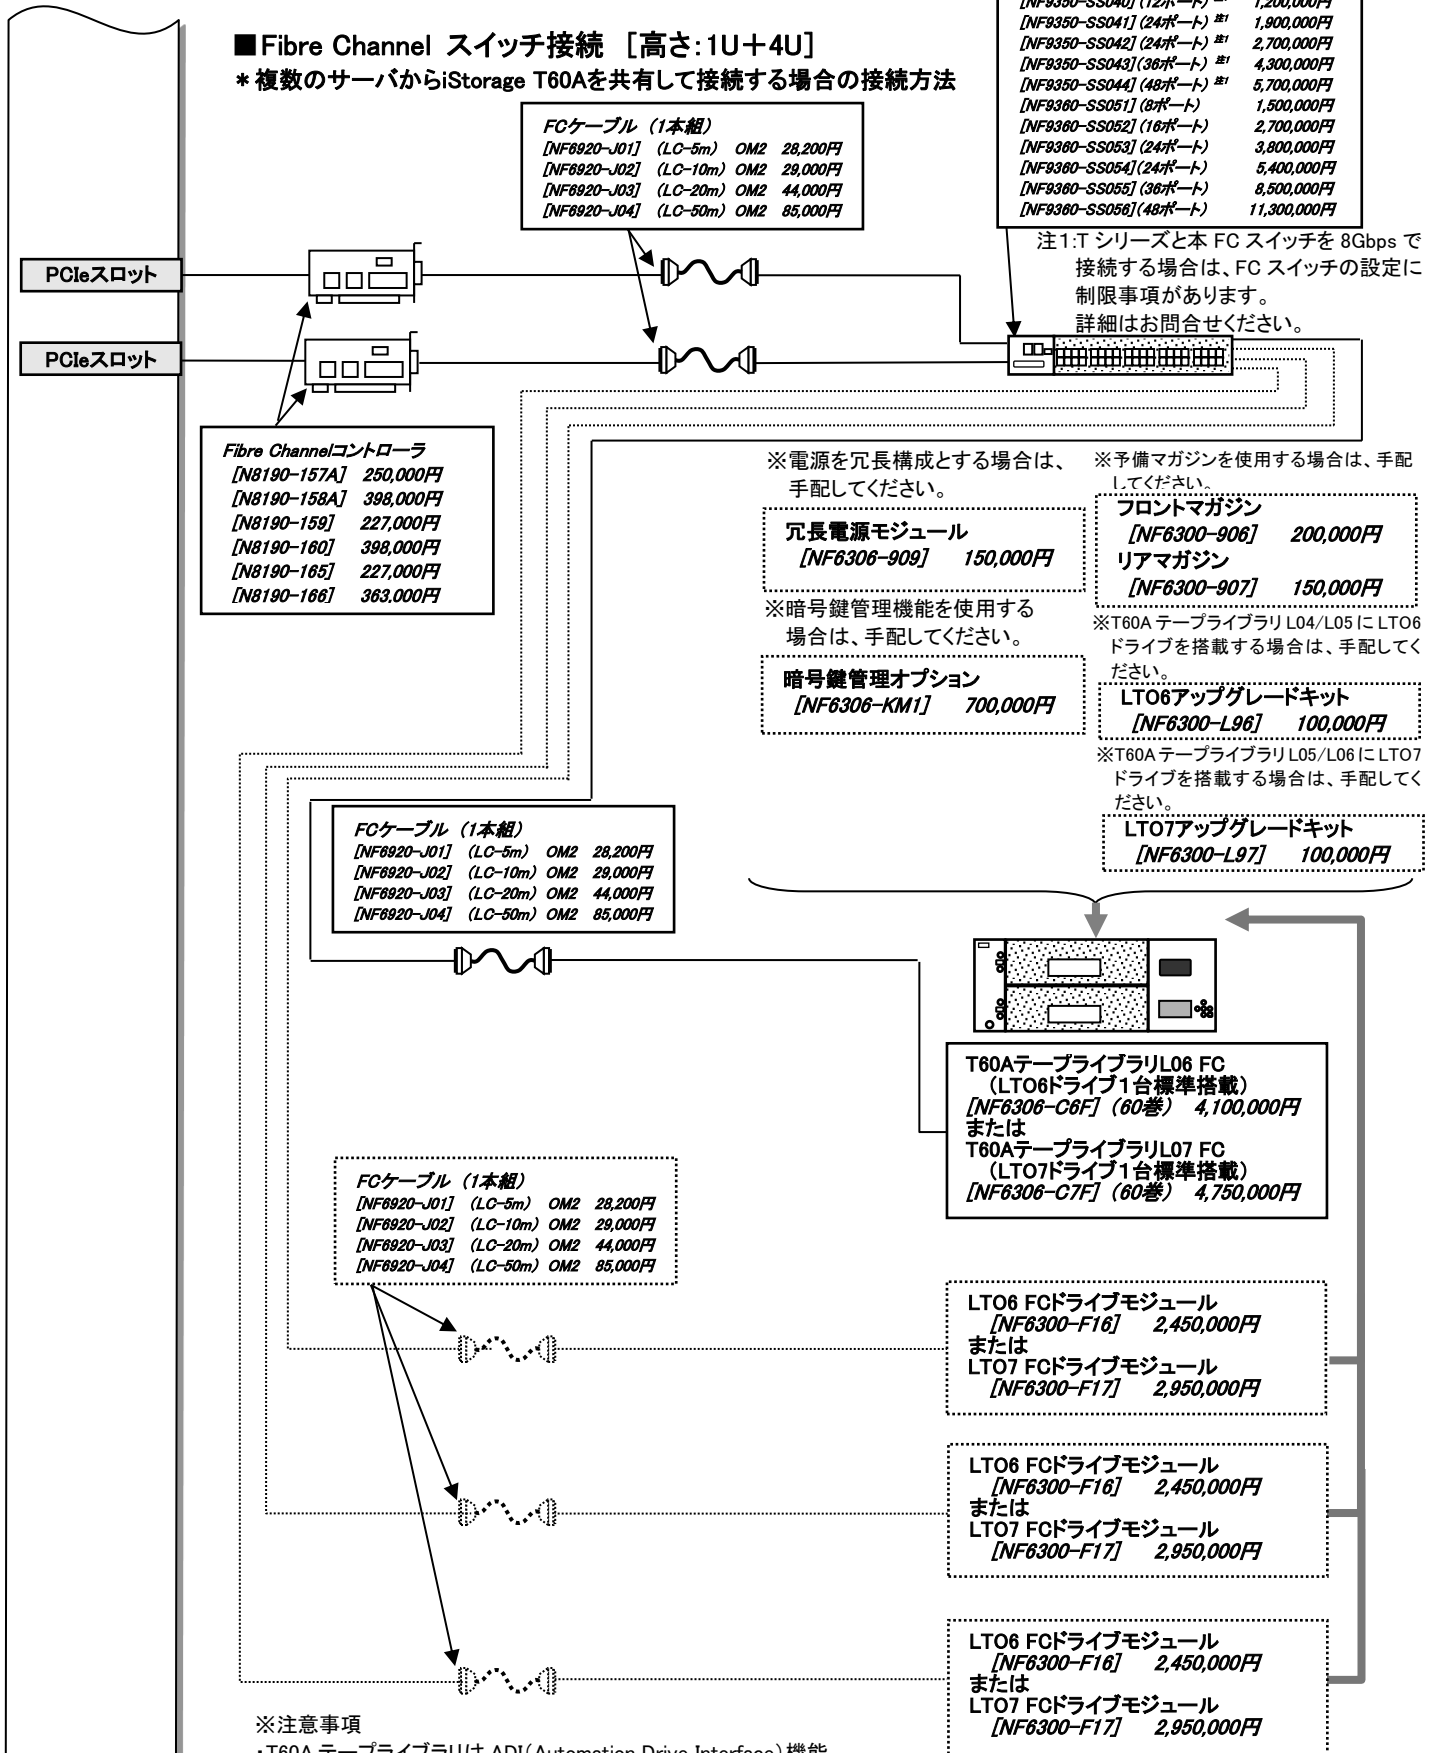 ■Fibre Channel スイッチ接続 [高さ:1U+4U]
*複数のサーバからiStorage T60Aを共有して接続する場合の接続方法
[NF9350-SS040] (12ポート) 注1 1,200,000円
[NF9350-SS041] (24ポート) 注1 1,900,000円
[NF9350-SS042] (24ポート) 注1 2,700,000円
[NF9350-SS043] (36ポート) 注1 4,300,000円
[NF9350-SS044] (48ポート) 注1 5,700,000円
[NF9360-SS051] (8ポート) 1,500,000円
[NF9360-SS052] (16ポート) 2,700,000円
[NF9360-SS053] (24ポート) 3,800,000円
[NF9360-SS054] (24ポート) 5,400,000円
[NF9360-SS055] (36ポート) 8,500,000円
[NF9360-SS056] (48ポート) 11,300,000円
注1:T シリーズと本 FC スイッチを 8Gbps で
接続する場合は、FC スイッチの設定に
制限事項があります。
詳細はお問合せください。
FCケーブル (1本組)
[NF6920-J01] (LC-5m) OM2 28,200円
[NF6920-J02] (LC-10m) OM2 29,000円
[NF6920-J03] (LC-20m) OM2 44,000円
[NF6920-J04] (LC-50m) OM2 85,000円
PCIeスロット
PCIeスロット
Fibre Channelコントローラ
[N8190-157A] 250,000円
[N8190-158A] 398,000円
[N8190-159] 227,000円
[N8190-160] 398,000円
[N8190-165] 227,000円
[N8190-166] 363,000円
※電源を冗長構成とする場合は、
手配してください。
冗長電源モジュール
[NF6306-909] 150,000円
※暗号鍵管理機能を使用する
場合は、手配してください。
暗号鍵管理オプション
[NF6306-KM1] 700,000円
※予備マガジンを使用する場合は、手配
してください。
フロントマガジン
[NF6300-906] 200,000円
リアマガジン
[NF6300-907] 150,000円
※T60A テープライブラリ L04/L05 に LTO6
ドライブを搭載する場合は、手配してく
ださい。
LTO6アップグレードキット
[NF6300-L96] 100,000円
※T60A テープライブラリ L05/L06 に LTO7
ドライブを搭載する場合は、手配してく
ださい。
LTO7アップグレードキット
[NF6300-L97] 100,000円
FCケーブル (1本組)
[NF6920-J01] (LC-5m) OM2 28,200円
[NF6920-J02] (LC-10m) OM2 29,000円
[NF6920-J03] (LC-20m) OM2 44,000円
[NF6920-J04] (LC-50m) OM2 85,000円
T60AテープライブラリL06 FC
(LTO6ドライブ1台標準搭載)
[NF6306-C6F] (60巻) 4,100,000円
または
T60AテープライブラリL07 FC
(LTO7ドライブ1台標準搭載)
[NF6306-C7F] (60巻) 4,750,000円
FCケーブル (1本組)
[NF6920-J01] (LC-5m) OM2 28,200円
[NF6920-J02] (LC-10m) OM2 29,000円
[NF6920-J03] (LC-20m) OM2 44,000円
[NF6920-J04] (LC-50m) OM2 85,000円
LTO6 FCドライブモジュール
[NF6300-F16] 2,450,000円
または
LTO7 FCドライブモジュール
[NF6300-F17] 2,950,000円
LTO6 FCドライブモジュール
[NF6300-F16] 2,450,000円
または
LTO7 FCドライブモジュール
[NF6300-F17] 2,950,000円
LTO6 FCドライブモジュール
[NF6300-F16] 2,450,000円
または
LTO7 FCドライブモジュール
[NF6300-F17] 2,950,000円
※注意事項
・T60A テープライブラリは ADI(Automation Drive Interface)機能